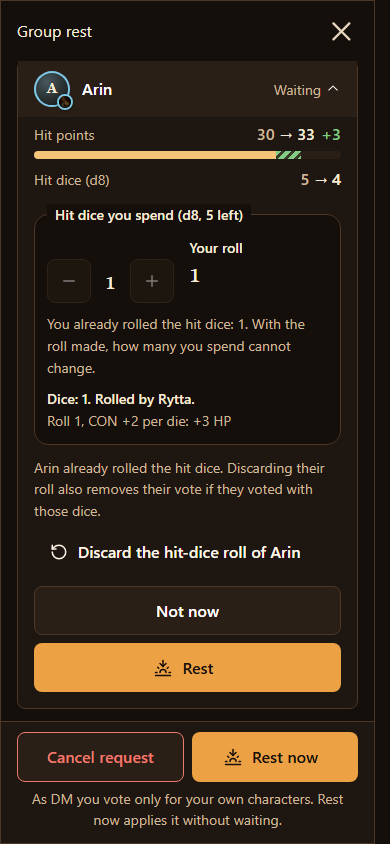 Group rest
A
Arin
Waiting
Hit points
30 → 33 +3
Hit dice (d8)
5 → 4
Hit dice you spend (d8, 5 left)
Your roll
− 1 +
1
You already rolled the hit dice: 1. With the
roll made, how many you spend cannot
change.
Dice: 1. Rolled by Rytta.
Roll 1, CON +2 per die: +3 HP
Arin already rolled the hit dice. Discarding their
roll also removes their vote if they voted with
those dice.
Discard the hit-dice roll of Arin
Not now
Rest
Cancel request
Rest now
As DM you vote only for your own characters. Rest
now applies it without waiting.